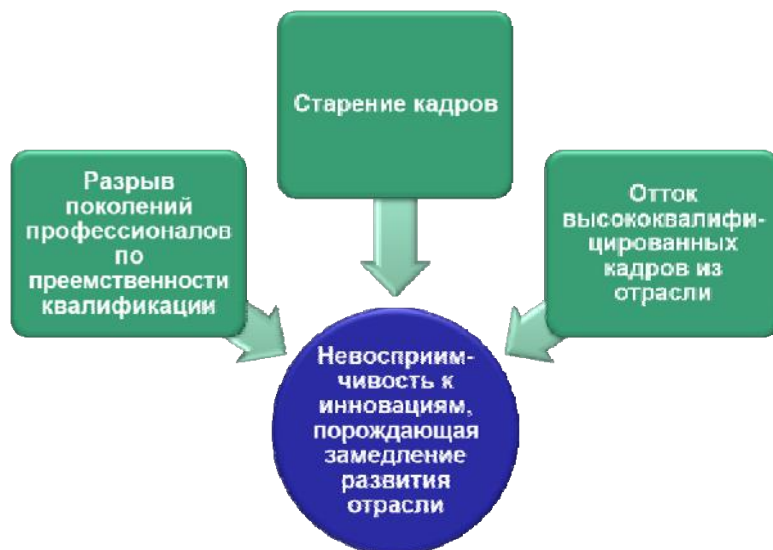 Старение кадров
Разрыв
поколений
профессионалов
по
преемственности
квалификации
Отток
высококвалифи-
цированных
кадров из
отрасли
Невосприим-
чивость к
инновациям,
порождающая
замедление
развития
отрасли